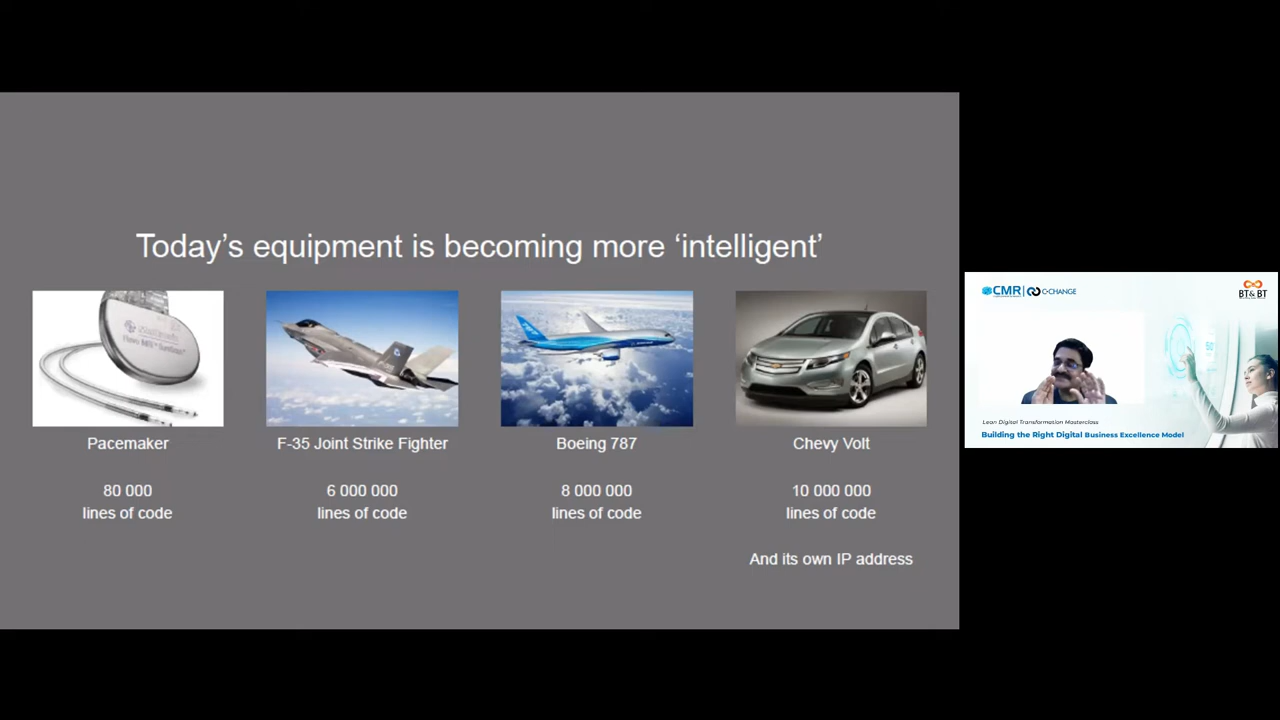 Today's equipment is becoming more 'intelligent'
Pacemaker
80 000
lines of code
F-35 Joint Strike Fighter
6 000 000
lines of code
Boeing 787
8 000 000
lines of code
Chevy Volt
10 000 000
lines of code
And its own IP address
CMR
C-CHANGE
BT&BT
Lean Digital Transformation Masterclass
Building the Right Digital Business Excellence Model